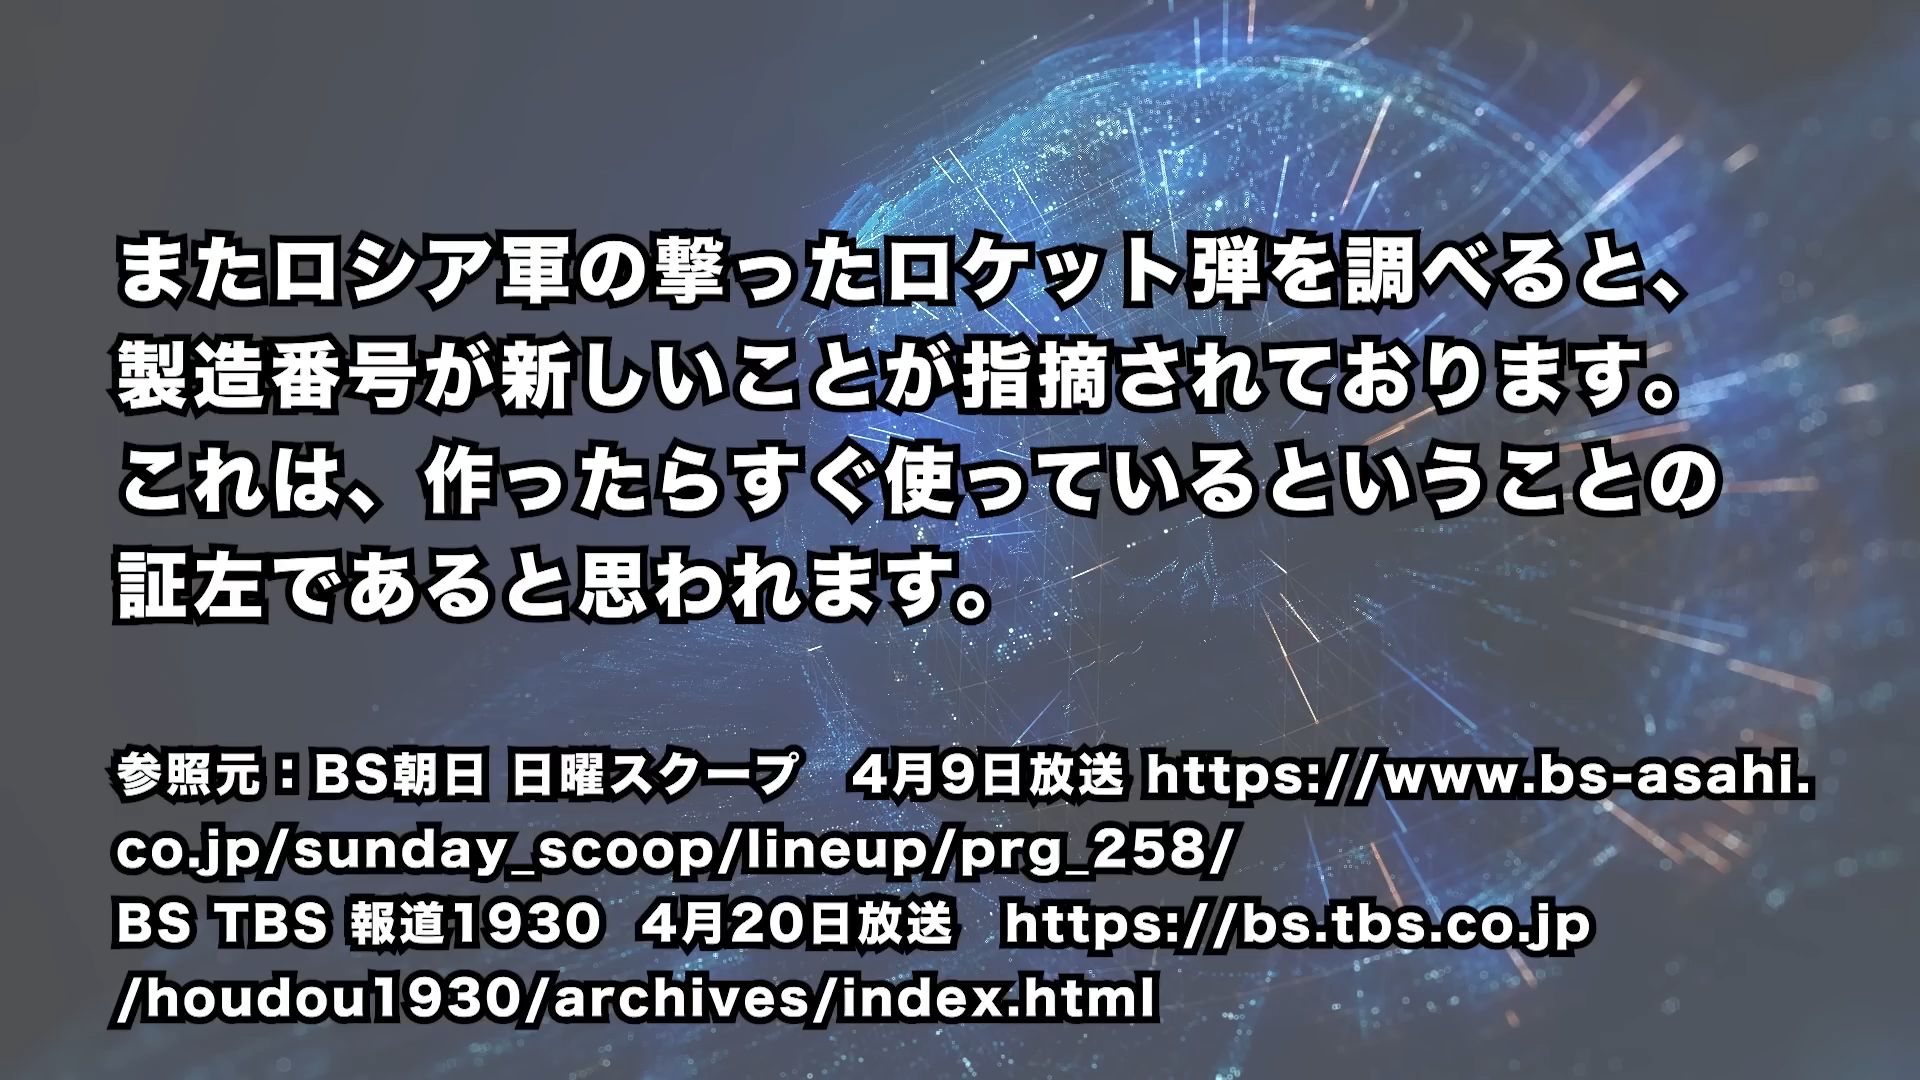 またロシア軍の撃ったロケット弾を調べると、
製造番号が新しいことが指摘されております。
これは、作ったらすぐ使っているということの
証左であると思われます。
参照元：BS朝日 日曜スクープ　4月9日放送 https://www.bs-asahi.
co.jp/sunday_scoop/lineup/prg_258/
BS TBS 報道1930  4月20日放送　https://bs.tbs.co.jp
/houdou1930/archives/index.html